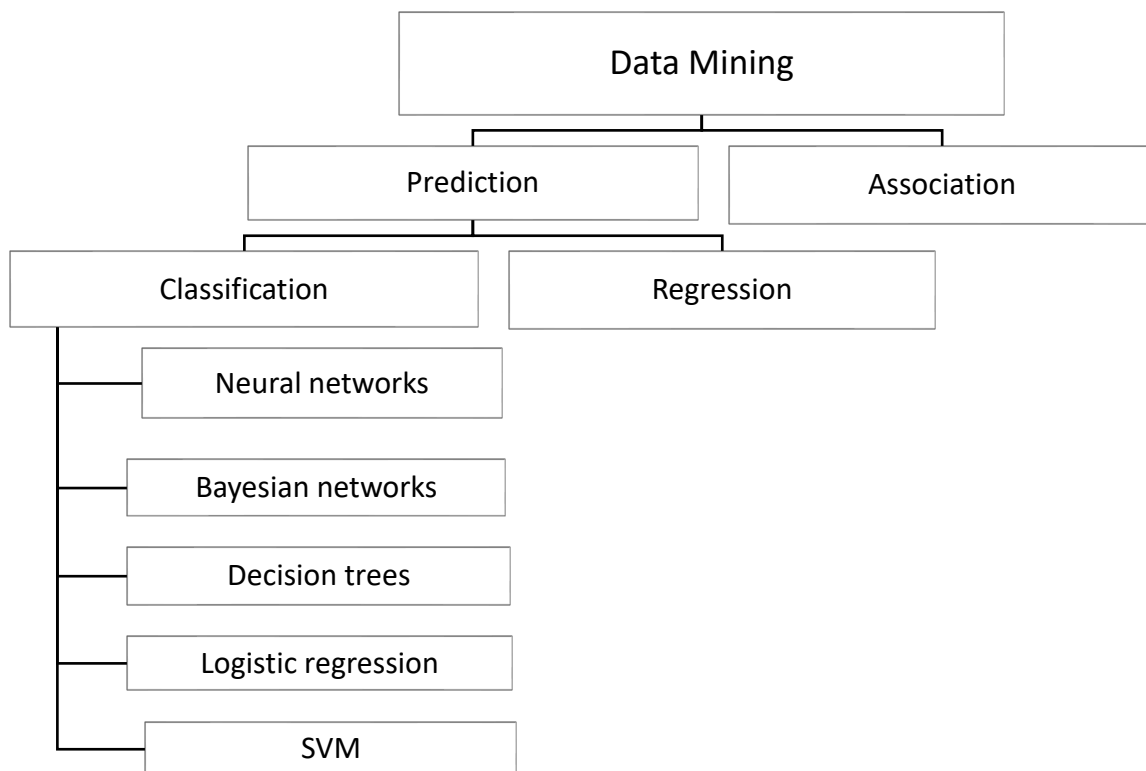 Data Mining
Prediction
Association
Classification
Regression
Neural networks
Bayesian networks
Decision trees
Logistic regression
SVM